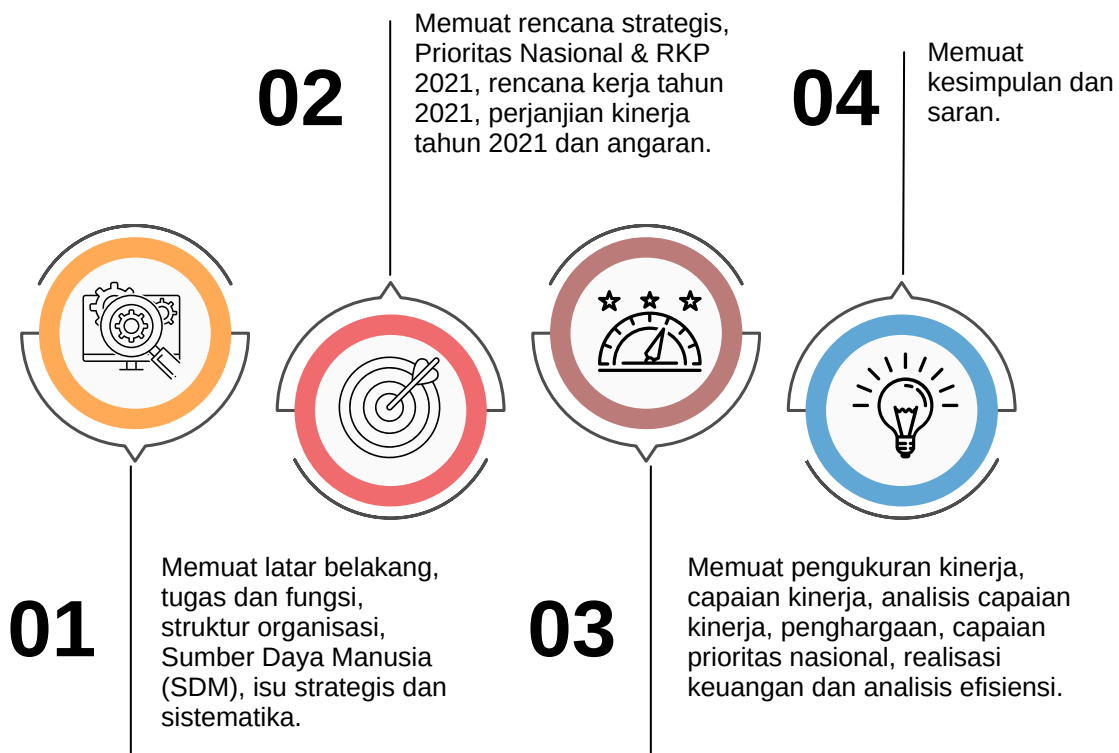 01
Memuat latar belakang,
tugas dan fungsi,
struktur organisasi,
Sumber Daya Manusia
(SDM), isu strategis dan
sistematika.
02
Memuat rencana strategis,
Prioritas Nasional & RKP
2021, rencana kerja tahun
2021, perjanjian kinerja
tahun 2021 dan angaran.
03
Memuat pengukuran kinerja,
capaian kinerja, analisis capaian
kinerja, penghargaan, capaian
prioritas nasional, realisasi
keuangan dan analisis efisiensi.
04
Memuat
kesimpulan dan
saran.